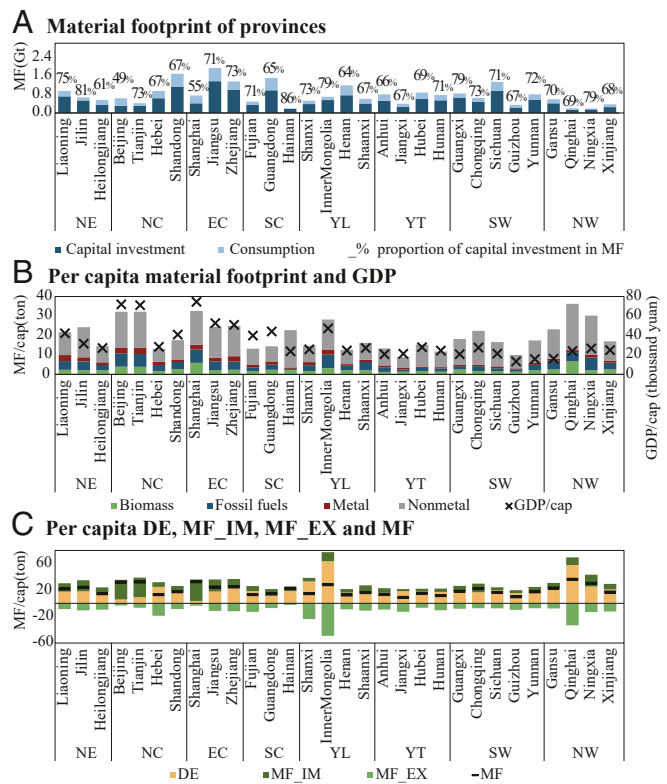 A Material footprint of provinces
MF(Gt)
2.4
1.6
0.8
0.0
75% 81% 61% 49% 73% 67% 67% 55% 71% 73% 71% 65% 86% 73% 79% 64% 67% 66% 67% 69% 71% 79% 73% 71% 67% 72% 70% 69% 79% 68%
Liaoning Jilin Heilongjiang Beijing Tianjin Hebei Shandong Shanghai Jiangsu Zhejiang Fujian Guangdong Hainan Shanxi InnerMongolia Henan Shaanxi Anhui Jiangxi Hubei Hunan Guangxi Chongqing Sichuan Guizhou Yunnan Gansu Qinghai Ningxia Xinjiang
NE NC EC SC YL YT SW NW
Capital investment Consumption _% proportion of capital investment in MF
B Per capita material footprint and GDP
MF/cap(ton)
40
30
20
10
0
80
60
40
20
0
GDP/cap (thousand yuan)
Liaoning Jilin Heilongjiang Beijing Tianjin Hebei Shandong Shanghai Jiangsu Zhejiang Fujian Guangdong Hainan Shanxi InnerMongolia Henan Shaanxi Anhui Jiangxi Hubei Hunan Guangxi Chongqing Sichuan Guizhou Yunnan Gansu Qinghai Ningxia Xinjiang
NE NC EC SC YL YT SW NW
Biomass Fossil fuels Metal Nonmetal GDP/cap
C Per capita DE, MF_IM, MF_EX and MF
MF/cap(ton)
60
20
-20
-60
Liaoning Jilin Heilongjiang Beijing Tianjin Hebei Shandong Shanghai Jiangsu Zhejiang Fujian Guangdong Hainan Shanxi InnerMongolia Henan Shaanxi Anhui Jiangxi Hubei Hunan Guangxi Chongqing Sichuan Guizhou Yunnan Gansu Qinghai Ningxia Xinjiang
NE NC EC SC YL YT SW NW
DE MF_IM MF_EX MF